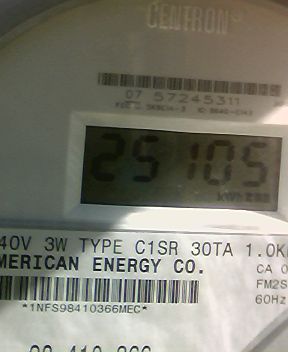 CENTRON
07 57245311
25105
KWH
40V 3W TYPE C1SR 30TA 1.0K
MERICAN ENERGY CO.
CA 0
FM2S
60Hz
*1NFS98410366MEC*